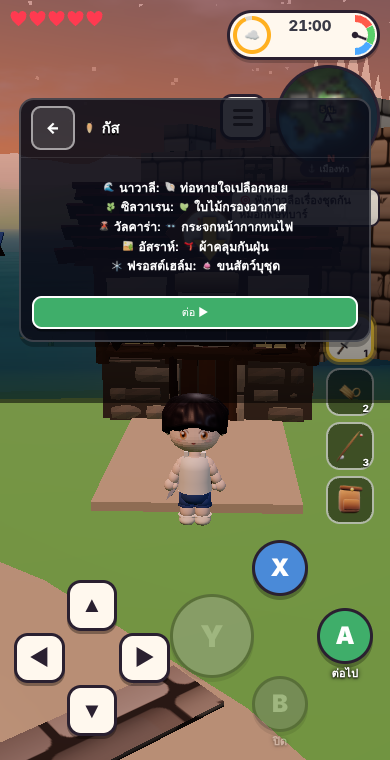 21:00
กัส
นาวาลี: ท่อหายใจเปลือกหอย
ซิลวาเรน: ใบไม้กรองอากาศ
วัลคาร่า: กระจกหน้ากากทนไฟ
อัสราห์: ผ้าคลุมกันฝุ่น
ฟรอสต์เฮล์ม: ขนสัตว์บุชุด
ต่อ ▶
1
2
3
X
Y
A
ต่อไป
B
ปิด